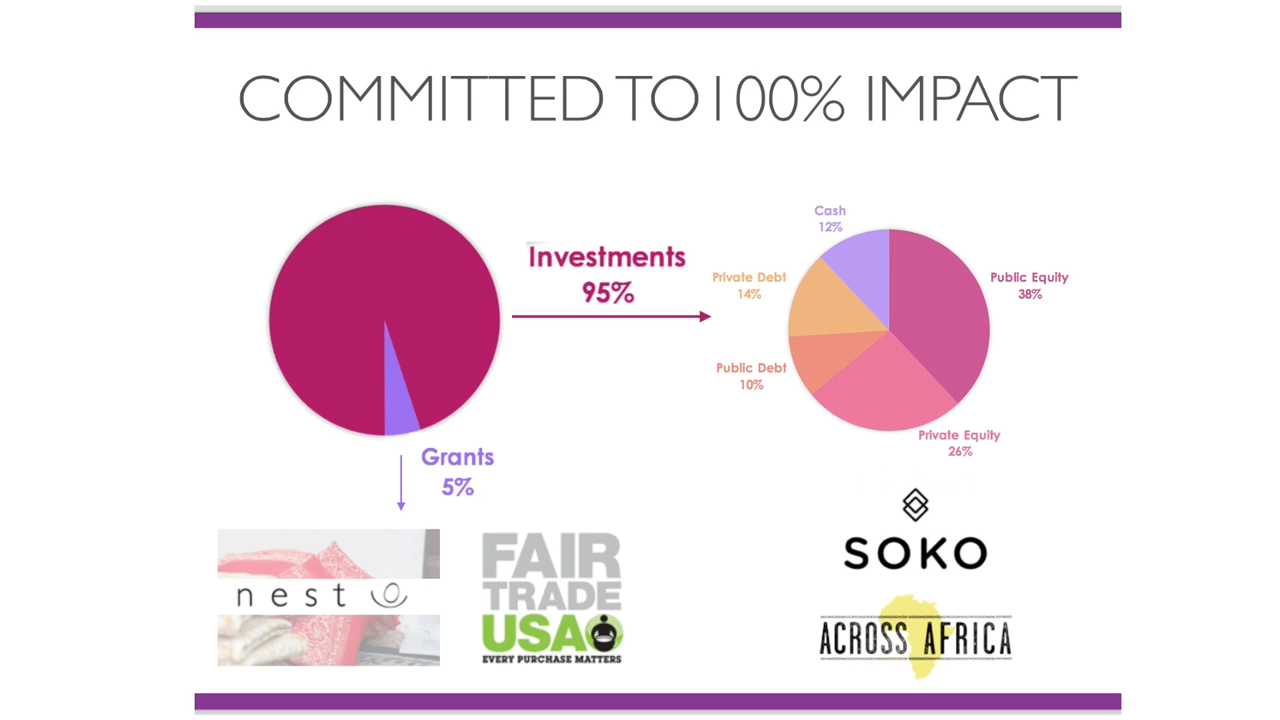 COMMITTED TO 100% IMPACT
Investments
95%
Cash
12%
Private Debt
14%
Public Equity
38%
Public Debt
10%
Private Equity
26%
Grants
5%
nest
FAIR
TRADE
USA
EVERY PURCHASE MATTERS
SOKO
ACROSS AFRICA